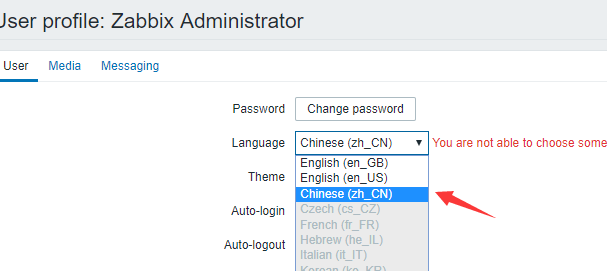 User profile: Zabbix Administrator
User Media Messaging
Password Change password
Language Chinese (zh_CN) You are not able to choose some
English (en_GB)
Theme English (en_US)
Chinese (zh_CN)
Auto-login Czech (cs_CZ)
French (fr_FR)
Auto-logout Hebrew (he_IL)
Italian (it_IT)
Korean (ko_KR)